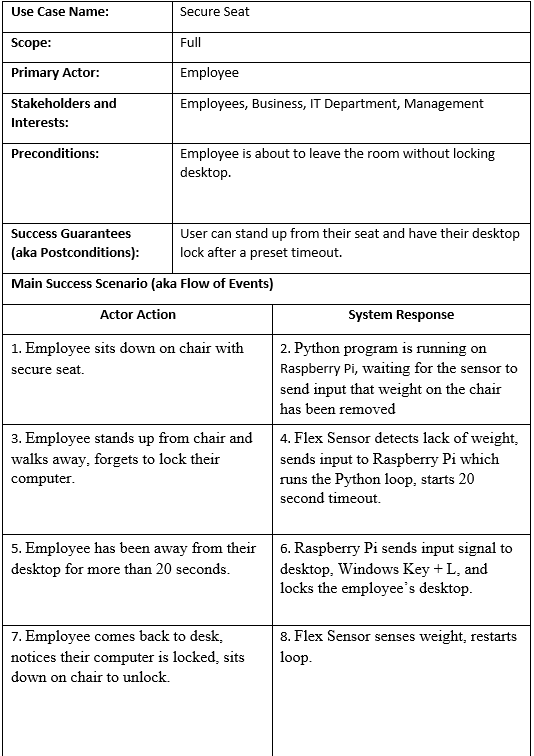 Use Case Name:
Secure Seat
Scope:
Full
Primary Actor:
Employee
Stakeholders and
Interests:
Employees, Business, IT Department, Management
Preconditions:
Employee is about to leave the room without locking
desktop.
Success Guarantees
(aka Postconditions):
User can stand up from their seat and have their desktop
lock after a preset timeout.
Main Success Scenario (aka Flow of Events)
Actor Action
System Response
1. Employee sits down on chair with
secure seat.
2. Python program is running on
Raspberry Pi, waiting for the sensor to
send input that weight on the chair
has been removed
3. Employee stands up from chair and
walks away, forgets to lock their
computer.
4. Flex Sensor detects lack of weight,
sends input to Raspberry Pi which
runs the Python loop, starts 20
second timeout.
5. Employee has been away from their
desktop for more than 20 seconds.
6. Raspberry Pi sends input signal to
desktop, Windows Key + L, and
locks the employee’s desktop.
7. Employee comes back to desk,
notices their computer is locked, sits
down on chair to unlock.
8. Flex Sensor senses weight, restarts
loop.